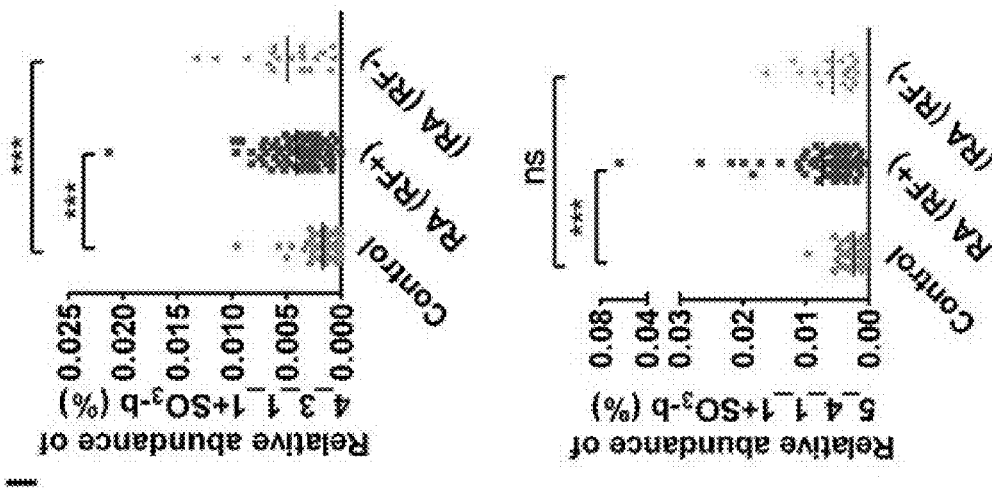 I
Relative abundance of
4_3_1_1+SO₃-b (%)
0.025
0.020
0.015
0.010
0.005
0.000
***
***
Control
RA (RF+)
RA (RF-)
Relative abundance of
5_4_1_1+SO₃-b (%)
0.08
0.04
0.03
0.02
0.01
0.00
ns
***
Control
RA (RF+)
RA (RF-)